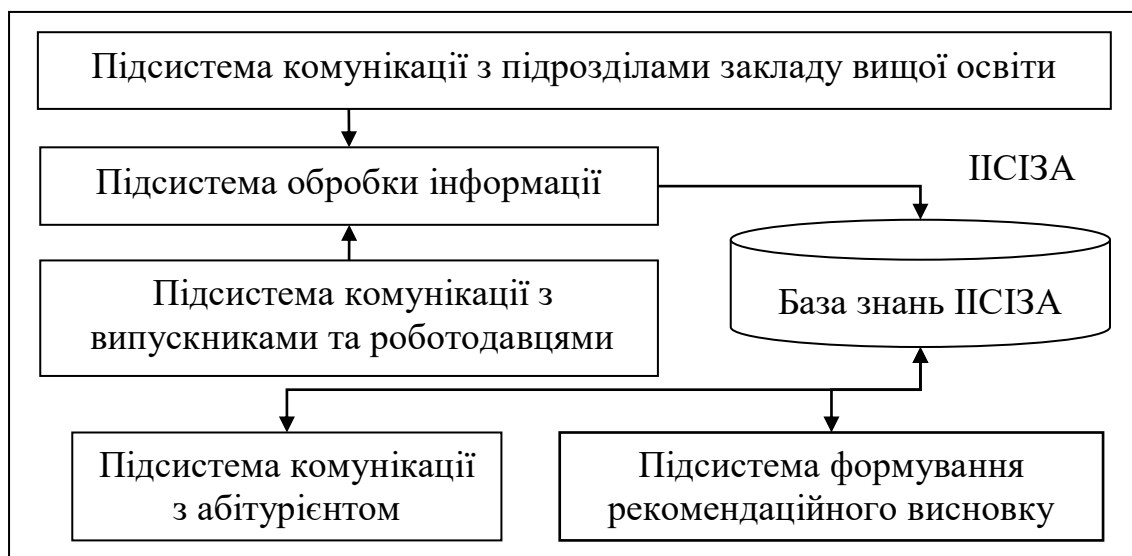 Підсистема комунікації з підрозділами закладу вищої освіти
Підсистема обробки інформації
ІІСІЗА
Підсистема комунікації з
випускниками та роботодавцями
База знань ІІСІЗА
Підсистема комунікації
з абітурієнтом
Підсистема формування
рекомендаційного висновку